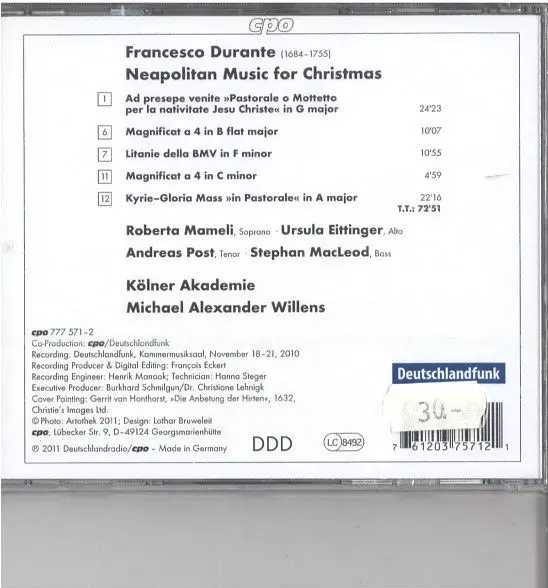 cpo
Francesco Durante (1684–1755)
Neapolitan Music for Christmas
1 Ad presepe venite »Pastorale o Mottetto
per la nativitate Jesu Christe« in G major 24'23
6 Magnificat a 4 in B flat major 10'07
7 Litanie della BMV in F minor 10'55
11 Magnificat a 4 in C minor 4'59
12 Kyrie–Gloria Mass »in Pastorale« in A major 22'16
T.T.: 72'51
Roberta Mameli, Soprano · Ursula Eittinger, Alto
Andreas Post, Tenor · Stephan MacLeod, Bass
Kölner Akademie
Michael Alexander Willens
cpo 777 571–2
Co-Production: cpo/Deutschlandfunk
Recording: Deutschlandfunk, Kammermusiksaal, November 18–21, 2010
Recording Producer & Digital Editing: François Eckert
Recording Engineer: Henrik Manook; Technician: Hanna Steger
Executive Producer: Burkhard Schmilgun/Dr. Christiane Lehnigk
Cover Painting: Gerrit van Honthorst, »Die Anbetung der Hirten«, 1632,
Christie's Images Ltd.
© Photo: Artothek 2011; Design: Lothar Bruweleit
cpo, Lübecker Str. 9, D–49124 Georgsmarienhütte
℗ 2011 Deutschlandradio/cpo – Made in Germany
DDD
LC 8492
Deutschlandfunk
30.-
7 61203 75712 1